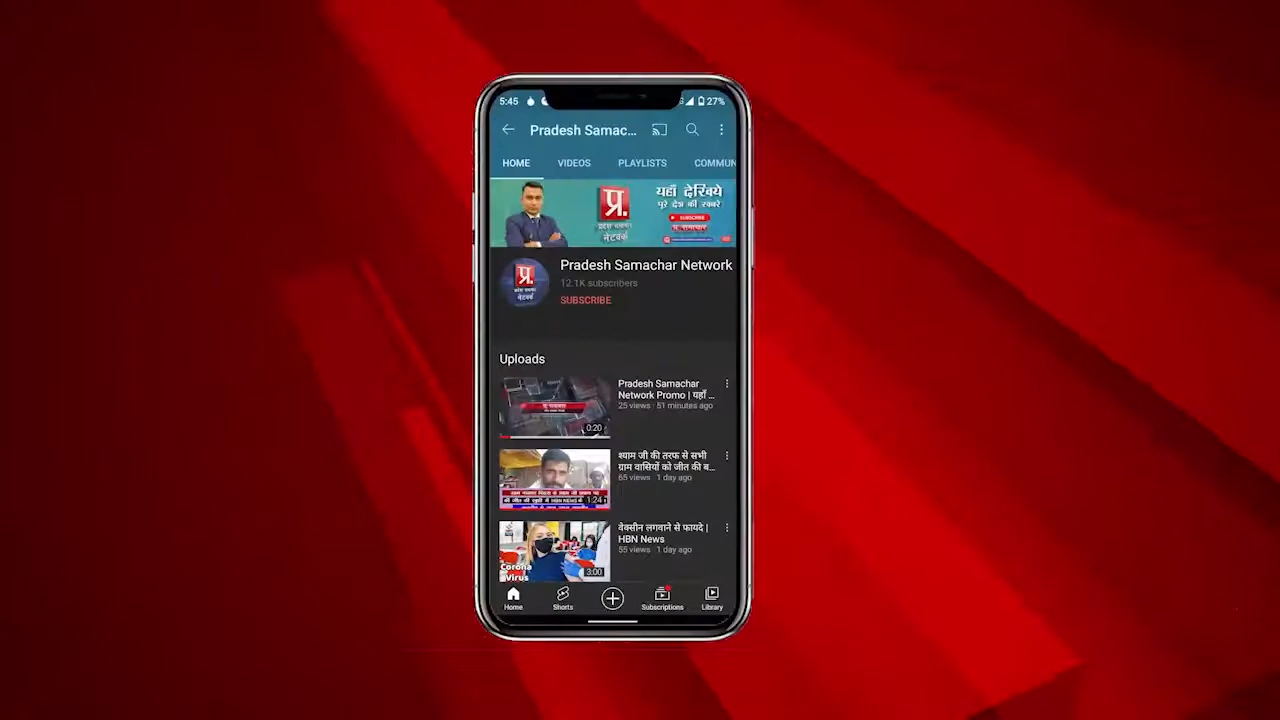 5:45
27%
Pradesh Samac...
HOME VIDEOS PLAYLISTS COMMUN
प्र.
नेटवर्क
यहाँ देखिये
पूरे देश की खबरें
SUBSCRIBE
प्र. समाचार
प्र.
नेटवर्क
Pradesh Samachar Network
12.1K subscribers
SUBSCRIBE
Uploads
0:20
Pradesh Samachar
Network Promo | यहाँ ...
25 views · 51 minutes ago
1:24
श्याम जी की तरफ से सभी
ग्राम वासियों को जीत की ब...
65 views · 1 day ago
Corona
Virus
3:00
वेक्सीन लगवाने से फायदे |
HBN News
55 views · 1 day ago
Home Shorts Subscriptions Library